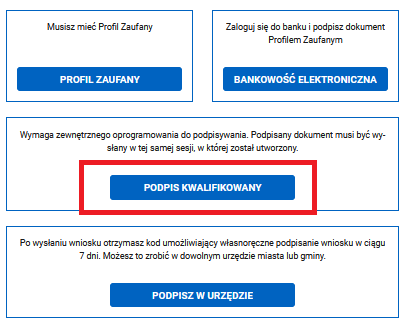 Musisz mieć Profil Zaufany
PROFIL ZAUFANY
Zaloguj się do banku i podpisz dokument
Profilem Zaufanym
BANKOWOŚĆ ELEKTRONICZNA
Wymaga zewnętrznego oprogramowania do podpisywania. Podpisany dokument musi być wy-
słany w tej samej sesji, w której został utworzony.
PODPIS KWALIFIKOWANY
Po wysłaniu wniosku otrzymasz kod umożliwiający własnoręczne podpisanie wniosku w ciągu
7 dni. Możesz to zrobić w dowolnym urzędzie miasta lub gminy.
PODPISZ W URZĘDZIE